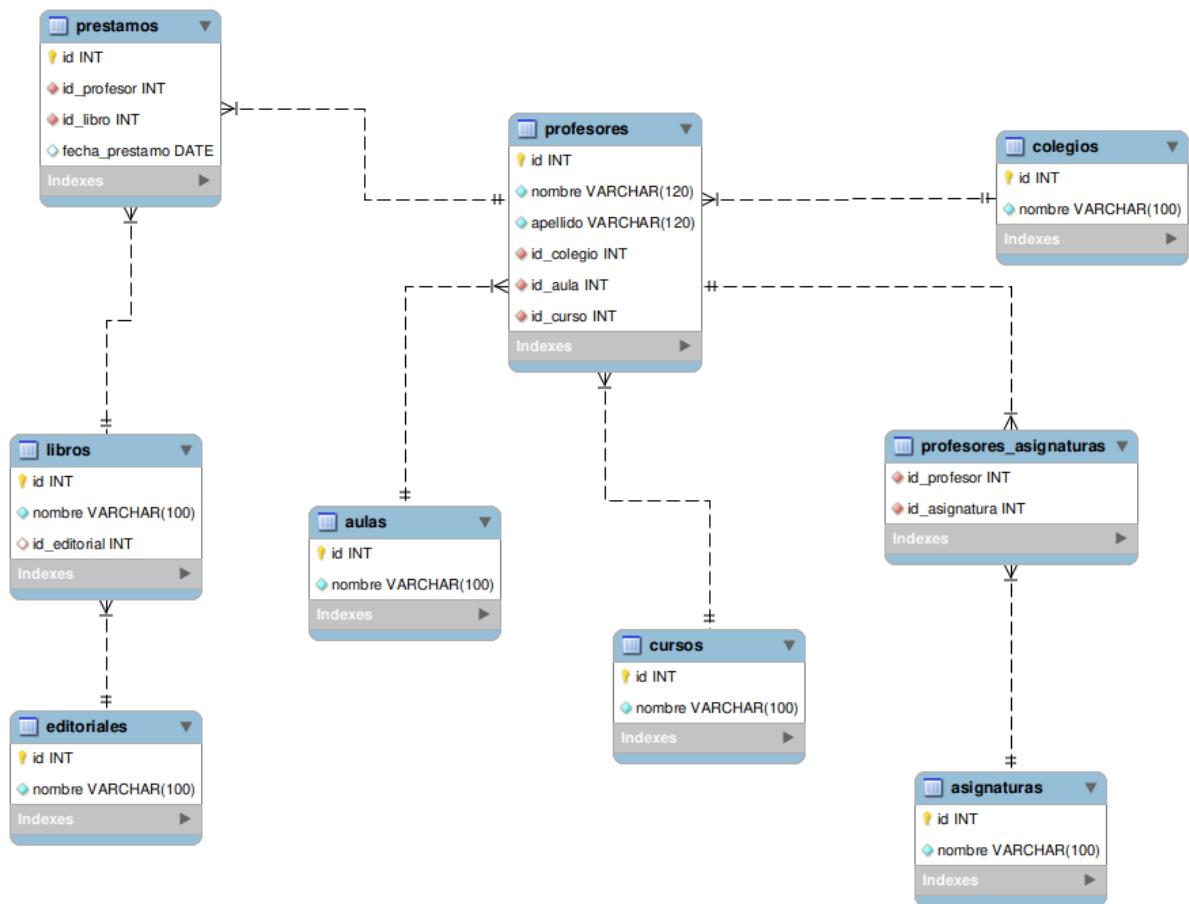 prestamos
id INT
id_profesor INT
id_libro INT
fecha_prestamo DATE
Indexes
profesores
id INT
nombre VARCHAR(120)
apellido VARCHAR(120)
id_colegio INT
id_aula INT
id_curso INT
Indexes
colegios
id INT
nombre VARCHAR(100)
Indexes
libros
id INT
nombre VARCHAR(100)
id_editorial INT
Indexes
aulas
id INT
nombre VARCHAR(100)
Indexes
profesores_asignaturas
id_profesor INT
id_asignatura INT
Indexes
editoriales
id INT
nombre VARCHAR(100)
Indexes
cursos
id INT
nombre VARCHAR(100)
Indexes
asignaturas
id INT
nombre VARCHAR(100)
Indexes